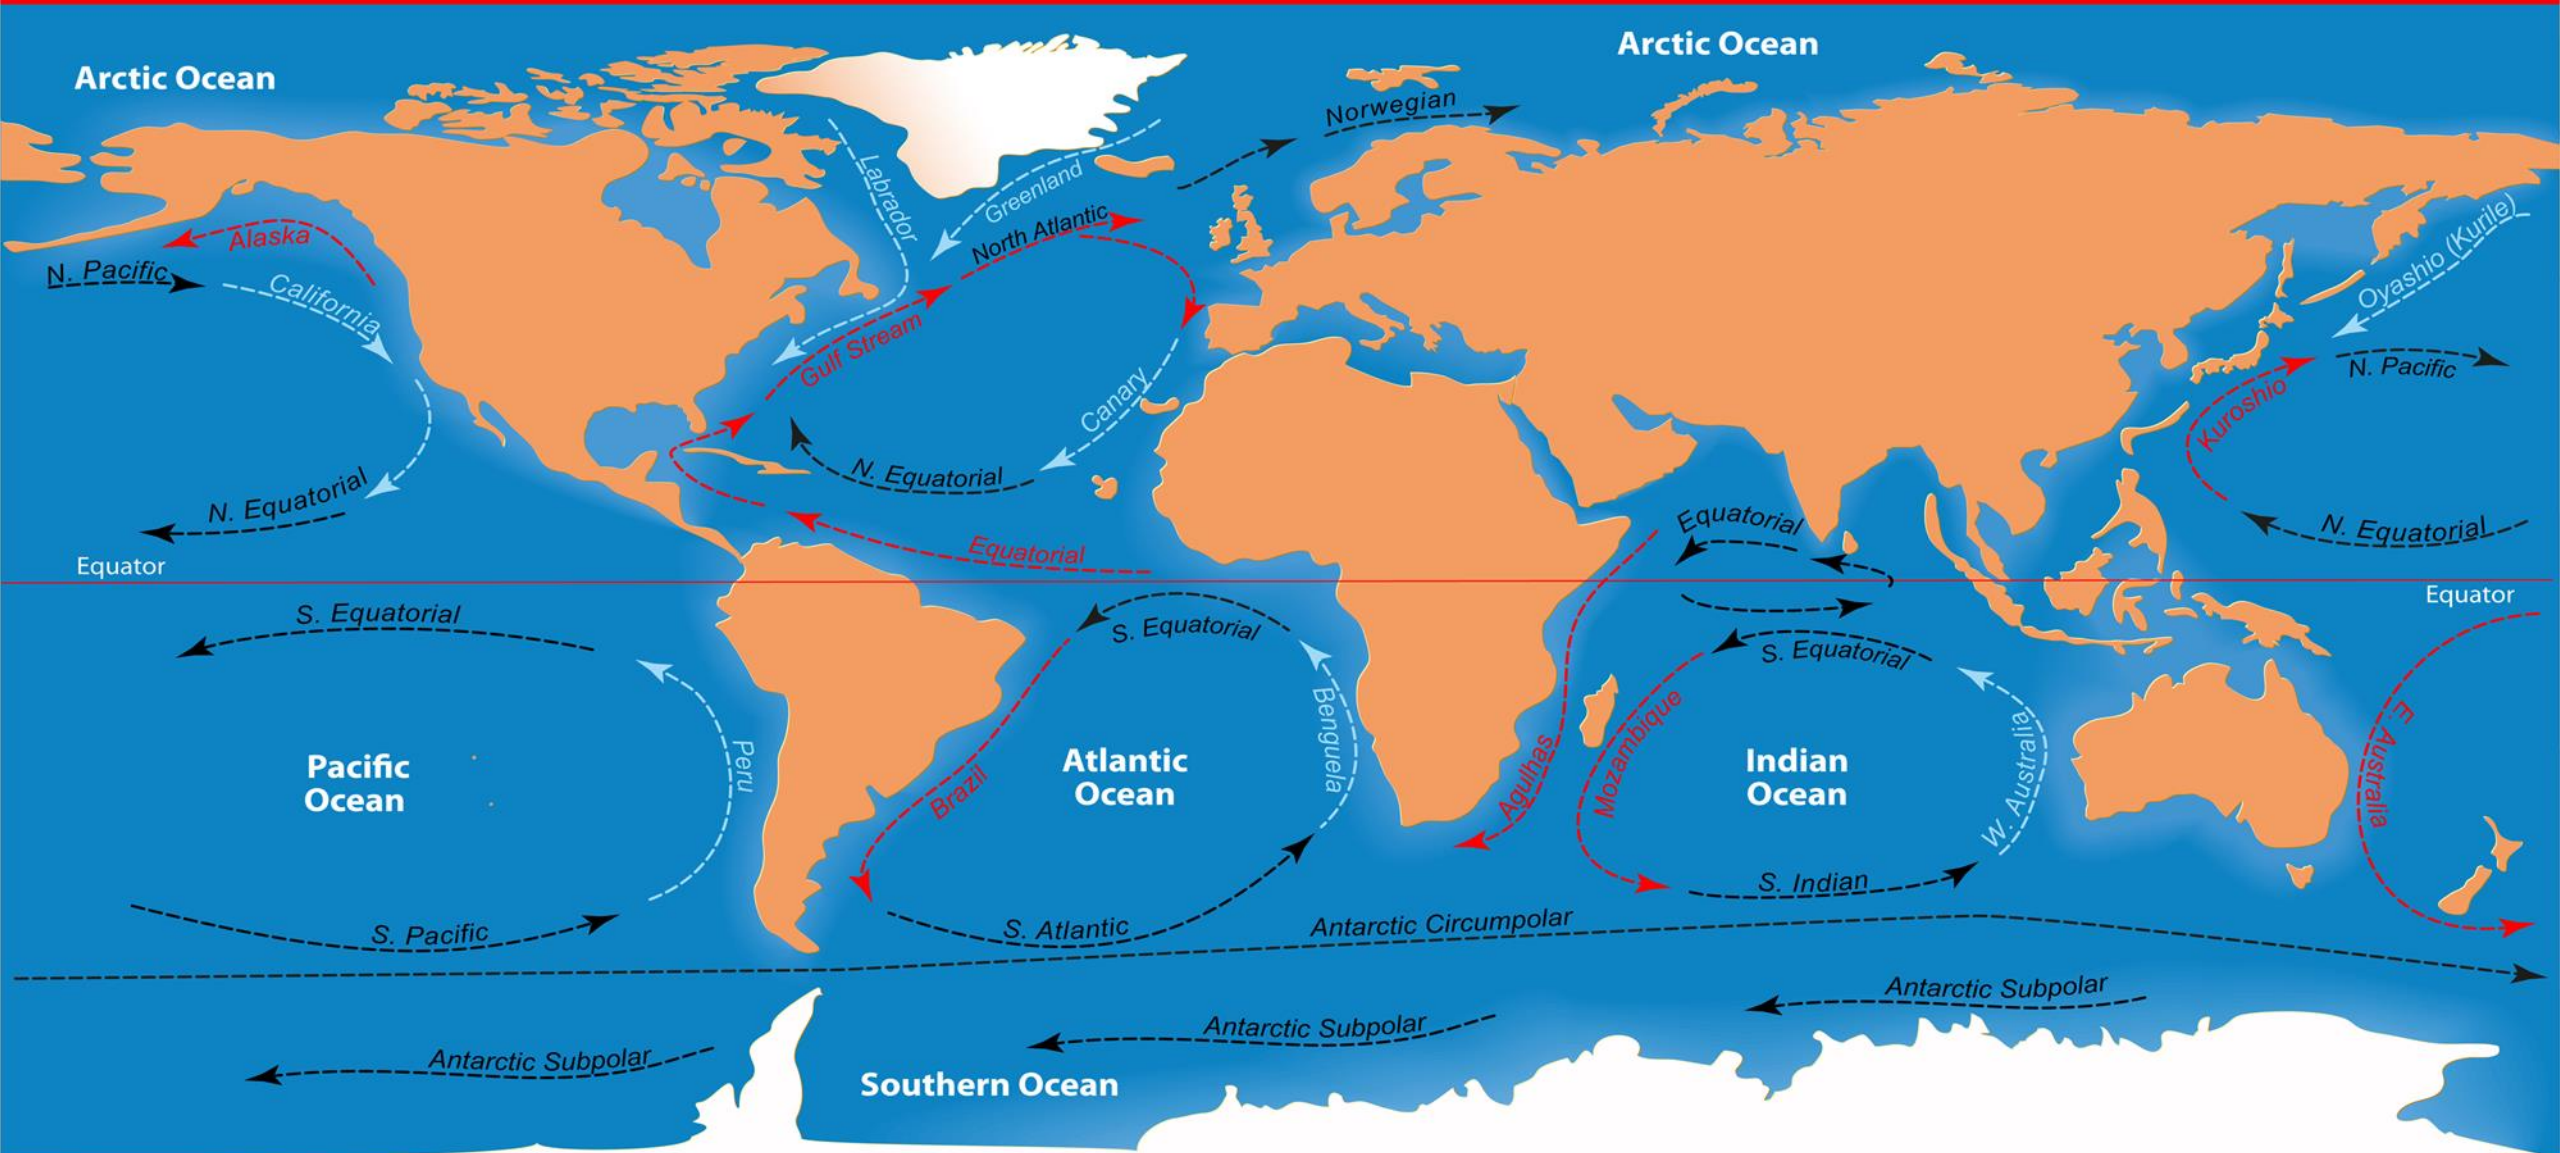 Arctic Ocean
Arctic Ocean
Norwegian
Labrador
Greenland
North Atlantic
Alaska
N. Pacific
California
Gulf Stream
Canary
Oyashio (Kurile)
N. Pacific
Kuroshio
N. Equatorial
N. Equatorial
Equatorial
Equatorial
N. Equatorial
Equator
Equator
S. Equatorial
S. Equatorial
S. Equatorial
Peru
Benguela
Brazil
Agulhas
Mozambique
W. Australia
E. Australia
Pacific
Ocean
Atlantic
Ocean
Indian
Ocean
S. Pacific
S. Atlantic
S. Indian
Antarctic Circumpolar
Antarctic Subpolar
Antarctic Subpolar
Antarctic Subpolar
Southern Ocean